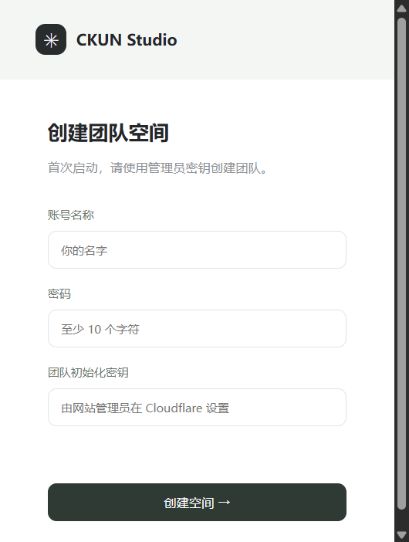 CKUN Studio
创建团队空间
首次启动，请使用管理员密钥创建团队。
账号名称
你的名字
密码
至少 10 个字符
团队初始化密钥
由网站管理员在 Cloudflare 设置
创建空间 →